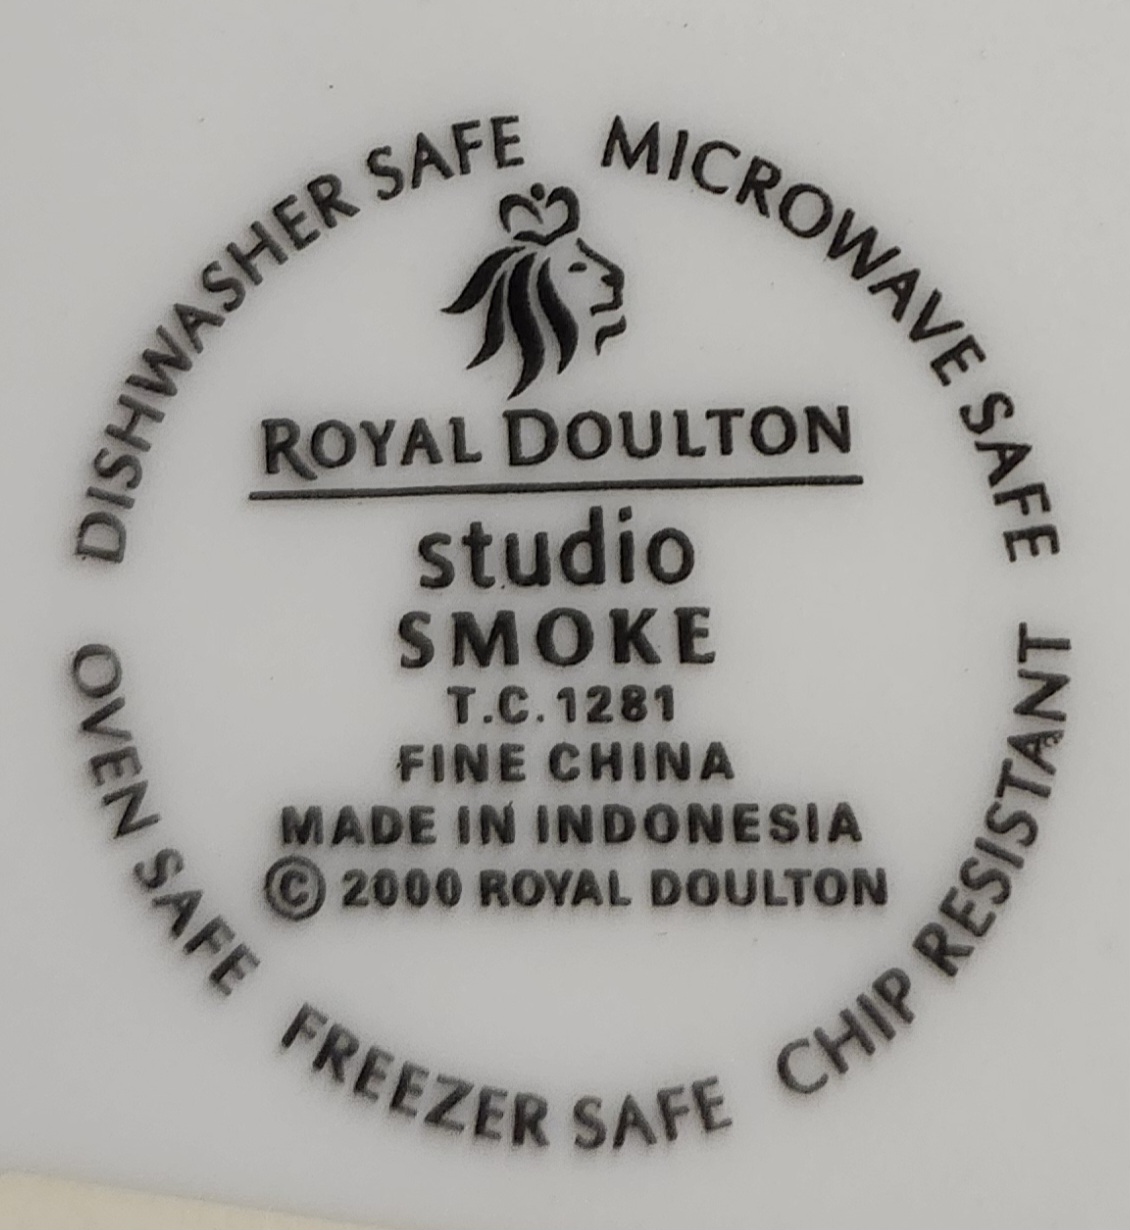 DISHWASHER SAFE
MICROWAVE SAFE
ROYAL DOULTON
studio
SMOKE
T.C.1281
FINE CHINA
MADE IN INDONESIA
© 2000 ROYAL DOULTON
OVEN SAFE
FREEZER SAFE
CHIP RESISTANT